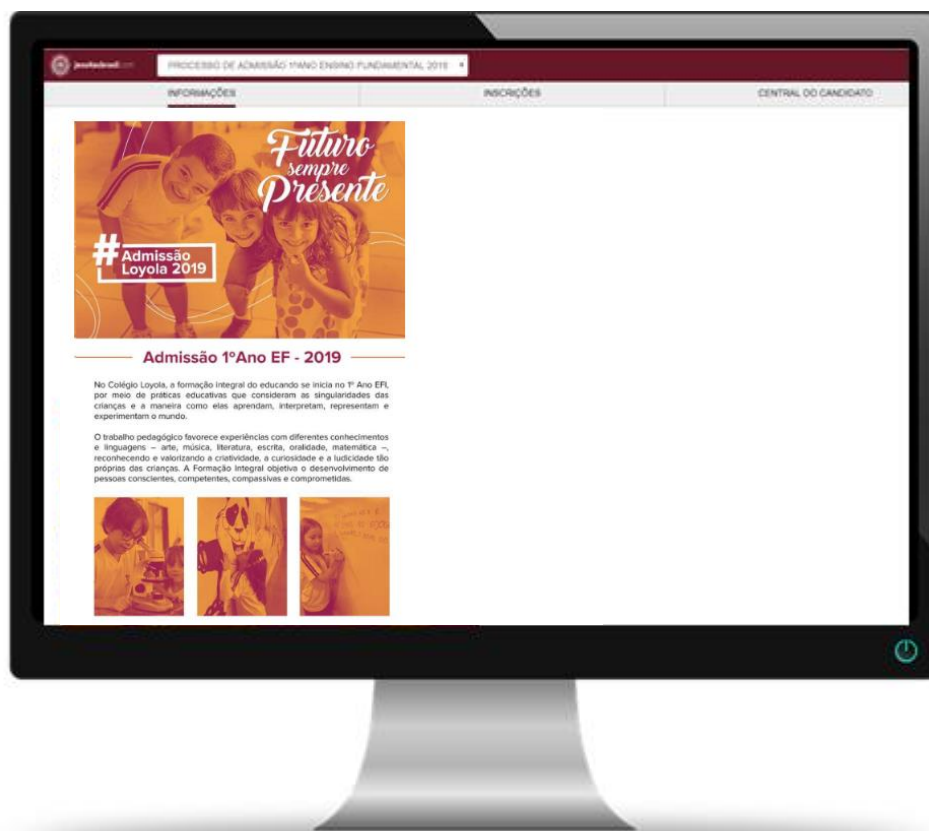 jesuitasbrasil.com
PROCESSO DE ADMISSÃO 1ºANO ENSINO FUNDAMENTAL 2019
INFORMAÇÕES
INSCRIÇÕES
CENTRAL DO CANDIDATO
Futuro
sempre
Presente
#Admissão
Loyola 2019
Admissão 1ºAno EF - 2019
No Colégio Loyola, a formação integral do educando se inicia no 1º Ano EFI,
por meio de práticas educativas que consideram as singularidades das
crianças e a maneira como elas aprendam, interpretam, representam e
experimentam o mundo.
O trabalho pedagógico favorece experiências com diferentes conhecimentos
e linguagens – arte, música, literatura, escrita, oralidade, matemática –,
reconhecendo e valorizando a criatividade, a curiosidade e a ludicidade tão
próprias das crianças. A Formação Integral objetiva o desenvolvimento de
pessoas conscientes, competentes, compassivas e comprometidas.